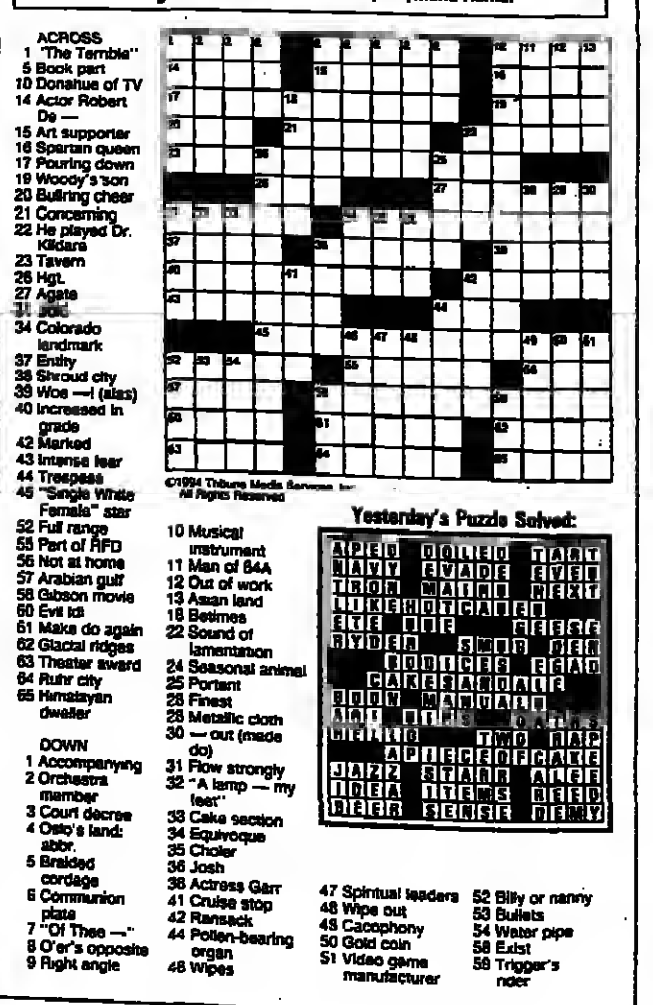 ACROSS
1 "The Terrible"
5 Book part
10 Donahue of TV
14 Actor Robert
De —
15 Art supporter
16 Spartan queen
17 Pouring down
19 Woody's son
20 Bullring cheer
21 Concerning
22 He played Dr.
Kildare
23 Tavern
26 Hgt.
27 Agate
31
34 Colorado
landmark
37 Entity
38 Shroud city
39 Woe —! (alas)
40 Increased in
grade
42 Marked
43 Intense fear
44 Trespass
45 "Single White
Female" star
52 Full range
55 Part of RFD
56 Not at home
57 Arabian gulf
58 Gibson movie
60 Evil
61 Make do again
62 Glacial ridges
63 Theater award
64 Ruhr city
65 Himalayan
dweller
DOWN
1 Accompanying
2 Orchestra
member
3 Court decree
4 Oslo's land:
abbr.
5 Braided
cordage
6 Communion
plate
7 "Of Thee —"
8 O'er's opposite
9 Right angle
©1994 Tribune Media Services, Inc.
All Rights Reserved
10 Musical
instrument
11 Man of 64A
12 Out of work
13 Asian land
18 Betimes
22 Sound of
lamentation
24 Seasonal animal
25 Portent
28 Finest
29 Metallic cloth
30 — out (made
do)
31 Flow strongly
32 "A lamp — my
feet"
33 Cake section
34 Equivoque
35 Choler
36 Josh
38 Actress Garr
41 Cruise stop
42 Ransack
44 Pollen-bearing
organ
46 Wipes
Yesterday's Puzzle Solved:
APED DOLED TART
NAVY EVADE EVEN
TRON NEXT
LIKEHOTCAKES
ETE GEESE
RYDER DEN
BODICES EGAD
CAKESANDALE
BOON MANUALS
OATHS
HELLO TWO RAP
APIECEOFCAKE
JAZZ STARR ALEE
IDEA ITEMS REED
BEER SENSE DEMY
47 Spiritual leaders
48 Wipe out
49 Cacophony
50 Gold coin
51 Video game
manufacturer
52 Billy or nanny
53 Bullets
54 Water pipe
58 Exist
59 Trigger's
rider